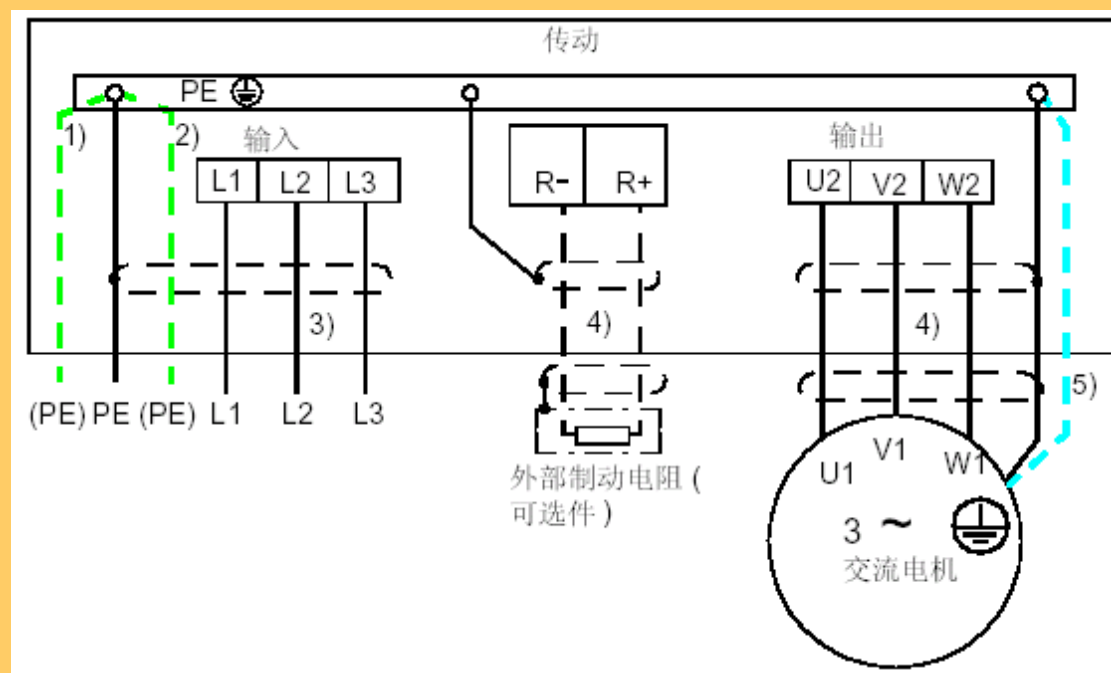 传动
PE
1)
2)
输入
输出
L1 L2 L3
R- R+
U2 V2 W2
3)
4)
4)
(PE) PE (PE) L1 L2 L3
5)
外部制动电阻 (
可选件 )
U1 V1 W1
3 ~
交流电机